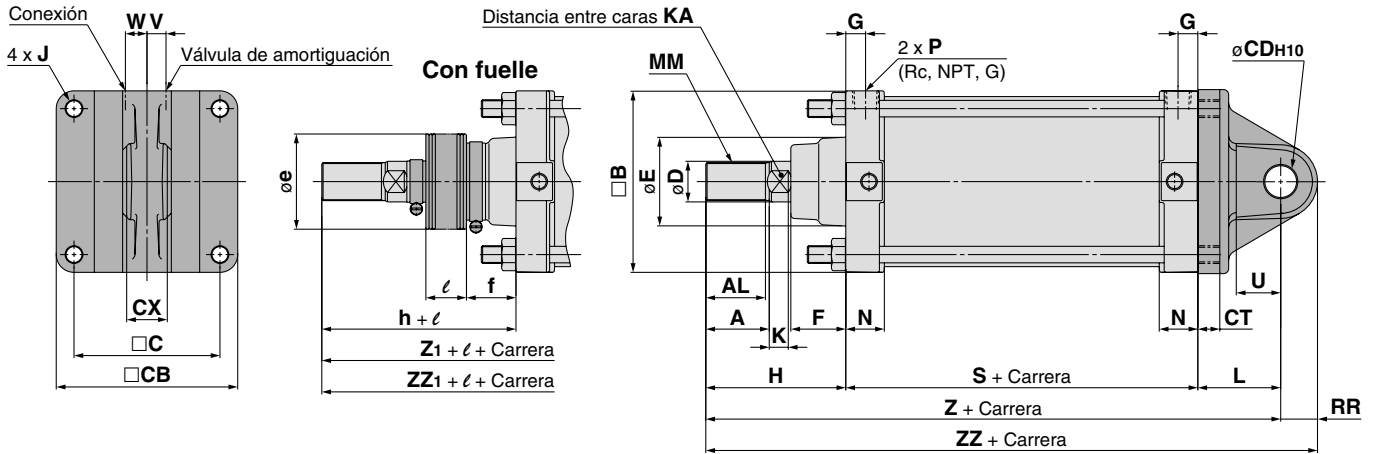 Conexión
W V
4 x J
Válvula de amortiguación
CX
□C
□CB
Con fuelle
øe
ℓ
f
h + ℓ
Z1 + ℓ + Carrera
ZZ1 + ℓ + Carrera
Distancia entre caras KA
MM
G
2 x P
(Rc, NPT, G)
G
øCDH10
□B
øE
øD
AL
A
K
F
N
N
U
CT
H
S + Carrera
L
Z + Carrera
RR
ZZ + Carrera